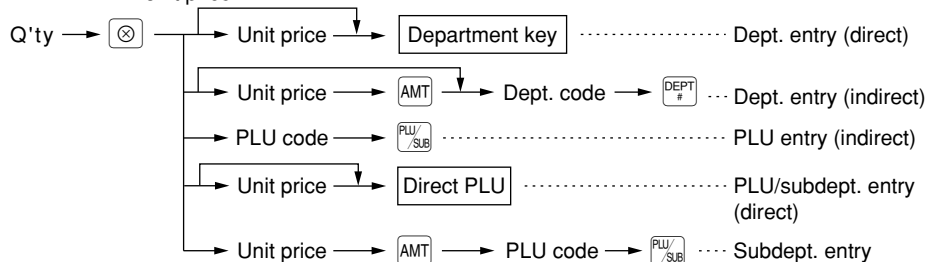 Q'ty ⊗ Unit price Department key Dept. entry (direct)
Unit price AMT Dept. code DEPT # Dept. entry (indirect)
PLU code PLU/SUB PLU entry (indirect)
Unit price Direct PLU PLU/subdept. entry
(direct)
Unit price AMT PLU code PLU/SUB Subdept. entry